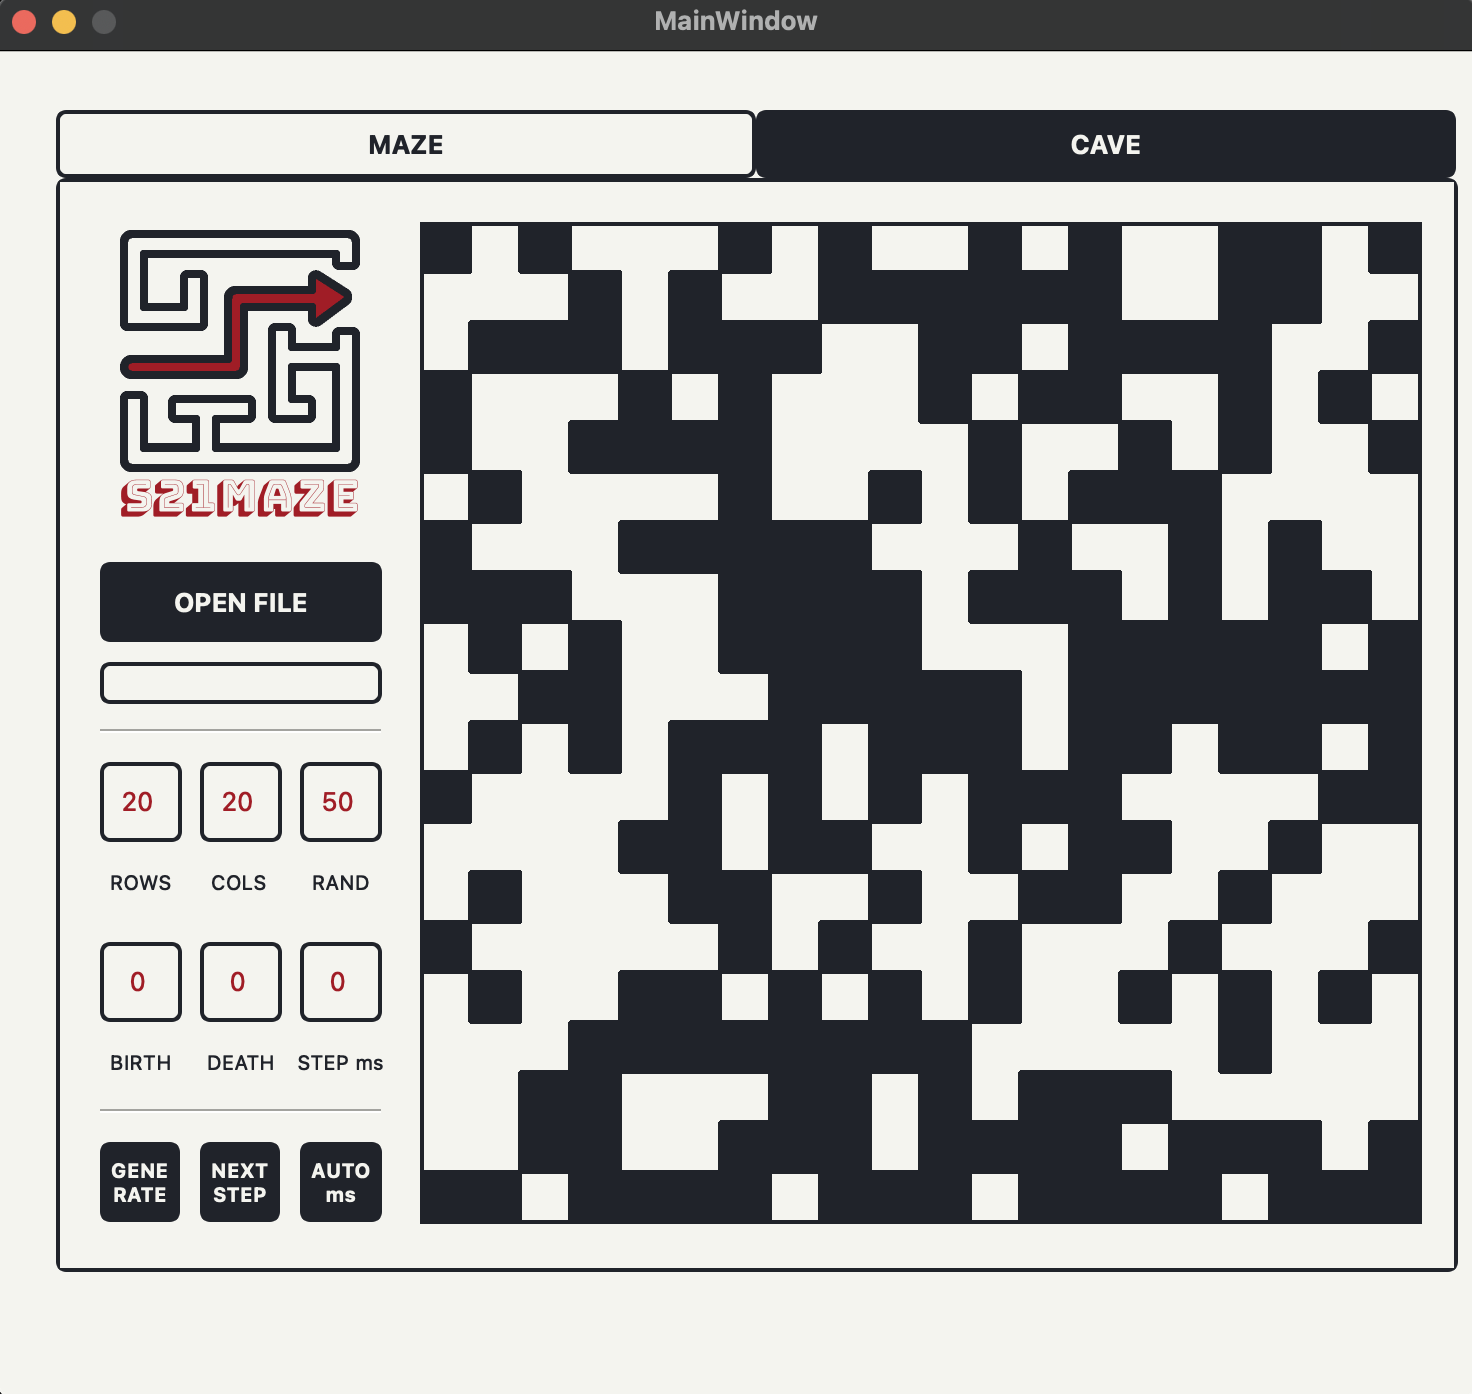 MainWindow
MAZE
CAVE
S21MAZE
OPEN FILE
20
20
50
ROWS
COLS
RAND
0
0
0
BIRTH
DEATH
STEP ms
GENE
RATE
NEXT
STEP
AUTO
ms